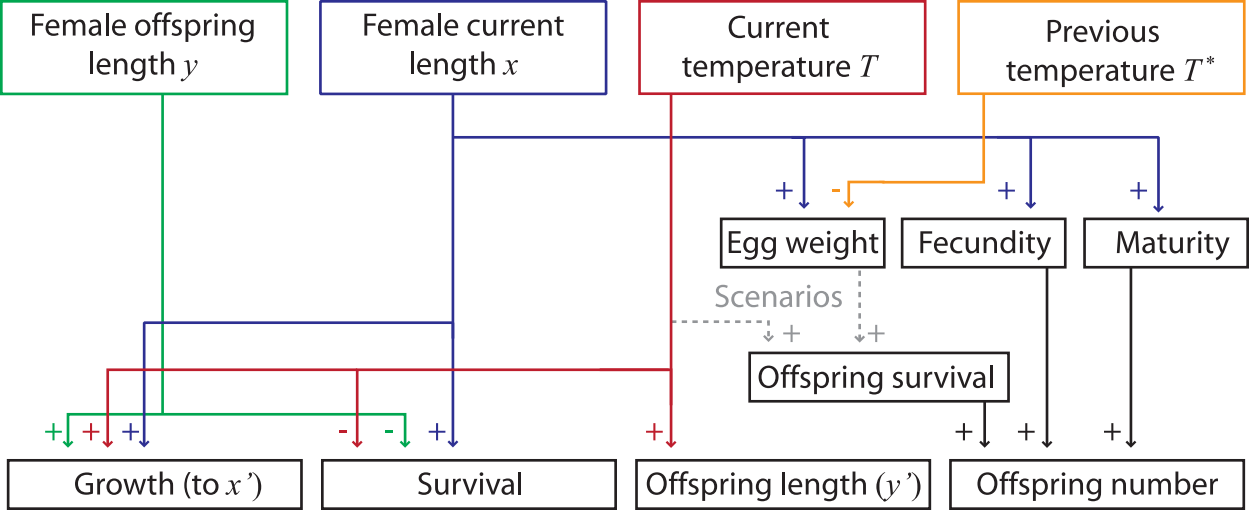 Female offspring
length y
Female current
length x
Current
temperature T
Previous
temperature T*
+ - + +
Egg weight
Fecundity
Maturity
Scenarios
+ +
Offspring survival
+ + + - - + + + + +
Growth (to x’)
Survival
Offspring length (y’)
Offspring number